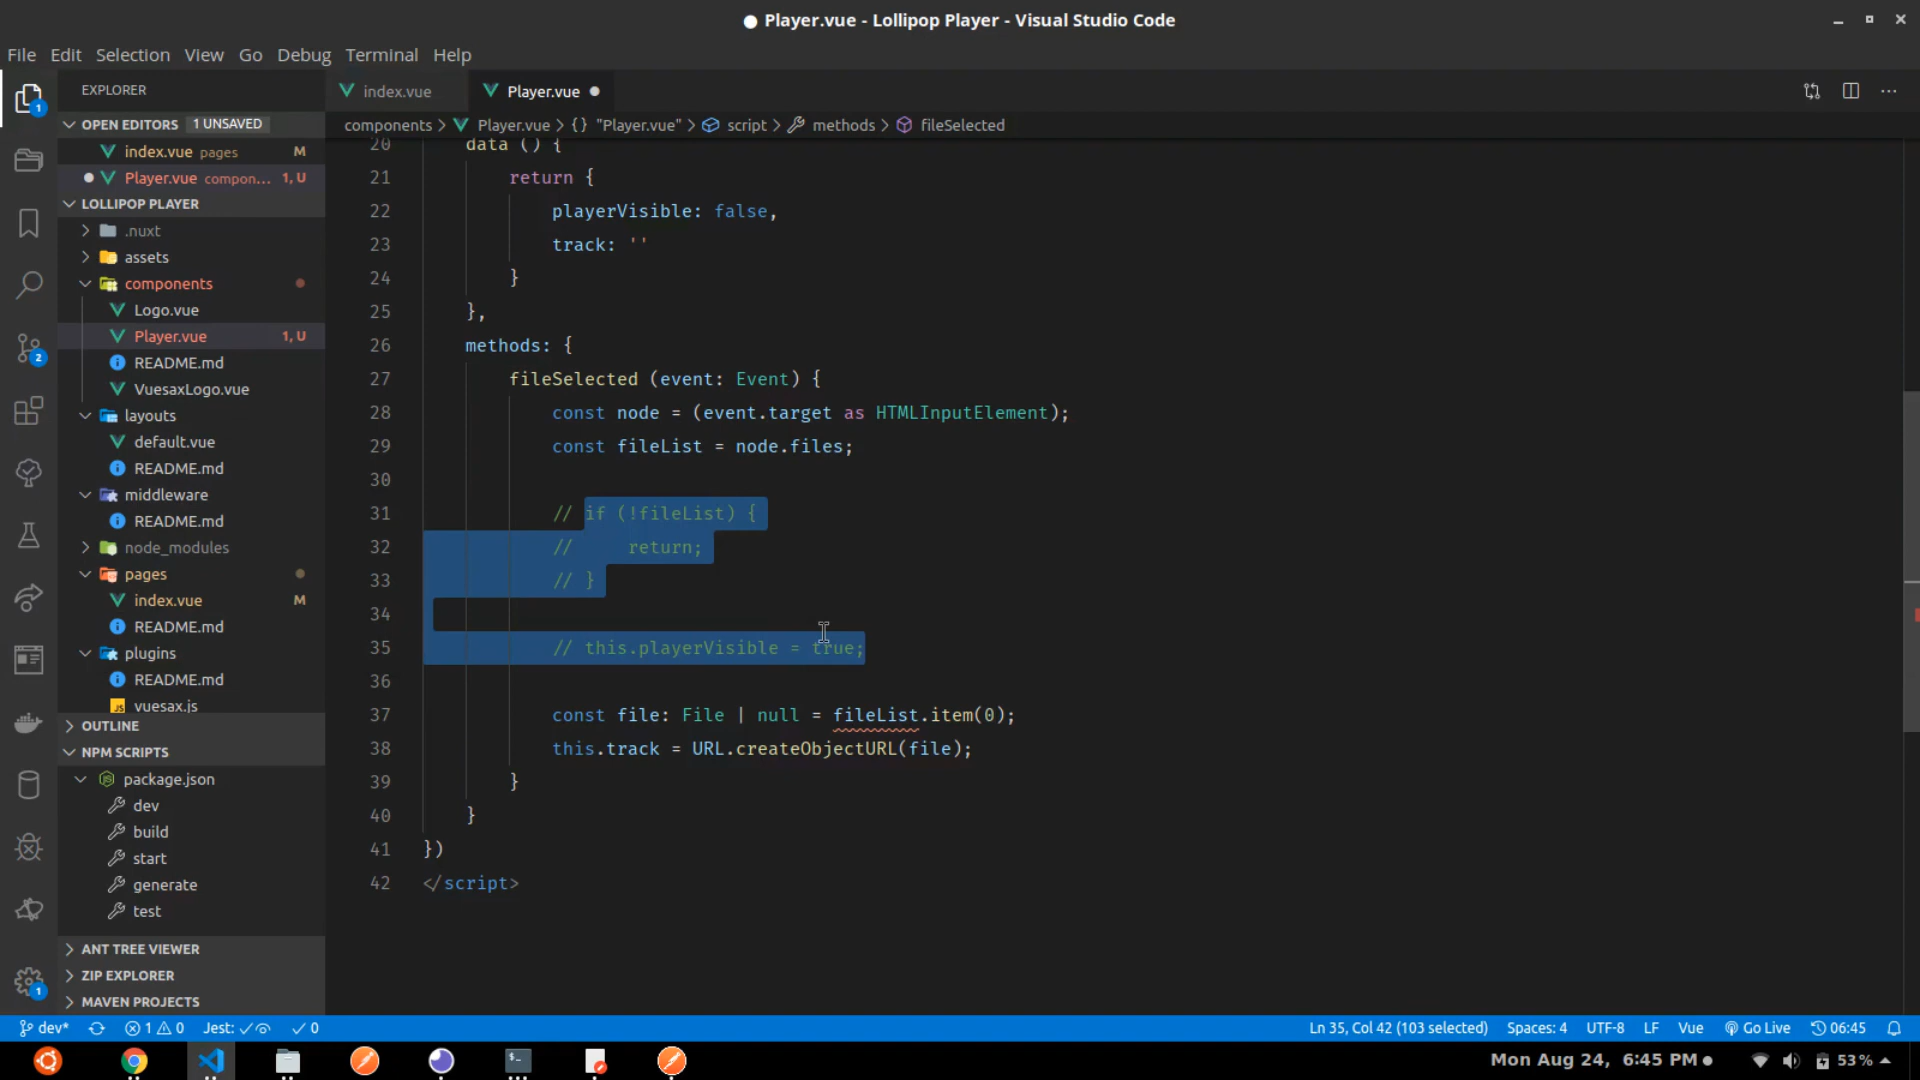 Player.vue - Lollipop Player - Visual Studio Code
File Edit Selection View Go Debug Terminal Help
EXPLORER
OPEN EDITORS 1 UNSAVED
index.vue pages M
Player.vue compon... 1, U
LOLLIPOP PLAYER
.nuxt
assets
components
Logo.vue
Player.vue 1, U
README.md
VuesaxLogo.vue
layouts
default.vue
README.md
middleware
README.md
node_modules
pages
index.vue M
README.md
plugins
README.md
vuesax.js
OUTLINE
NPM SCRIPTS
package.json
dev
build
start
generate
test
ANT TREE VIEWER
ZIP EXPLORER
MAVEN PROJECTS
1
2
1
index.vue Player.vue
components > Player.vue > {} "Player.vue" > script > methods > fileSelected
20 data () {
21 return {
22 playerVisible: false,
23 track: ''
24 }
25 },
26 methods: {
27 fileSelected (event: Event) {
28 const node = (event.target as HTMLInputElement);
29 const fileList = node.files;
30
31 // if (!fileList) {
32 // return;
33 // }
34
35 // this.playerVisible = true;
36
37 const file: File | null = fileList.item(0);
38 this.track = URL.createObjectURL(file);
39 }
40 }
41 })
42 </script>
dev* 1 0 Jest: 0 Ln 35, Col 42 (103 selected) Spaces: 4 UTF-8 LF Vue Go Live 06:45
Mon Aug 24, 6:45 PM 53 %